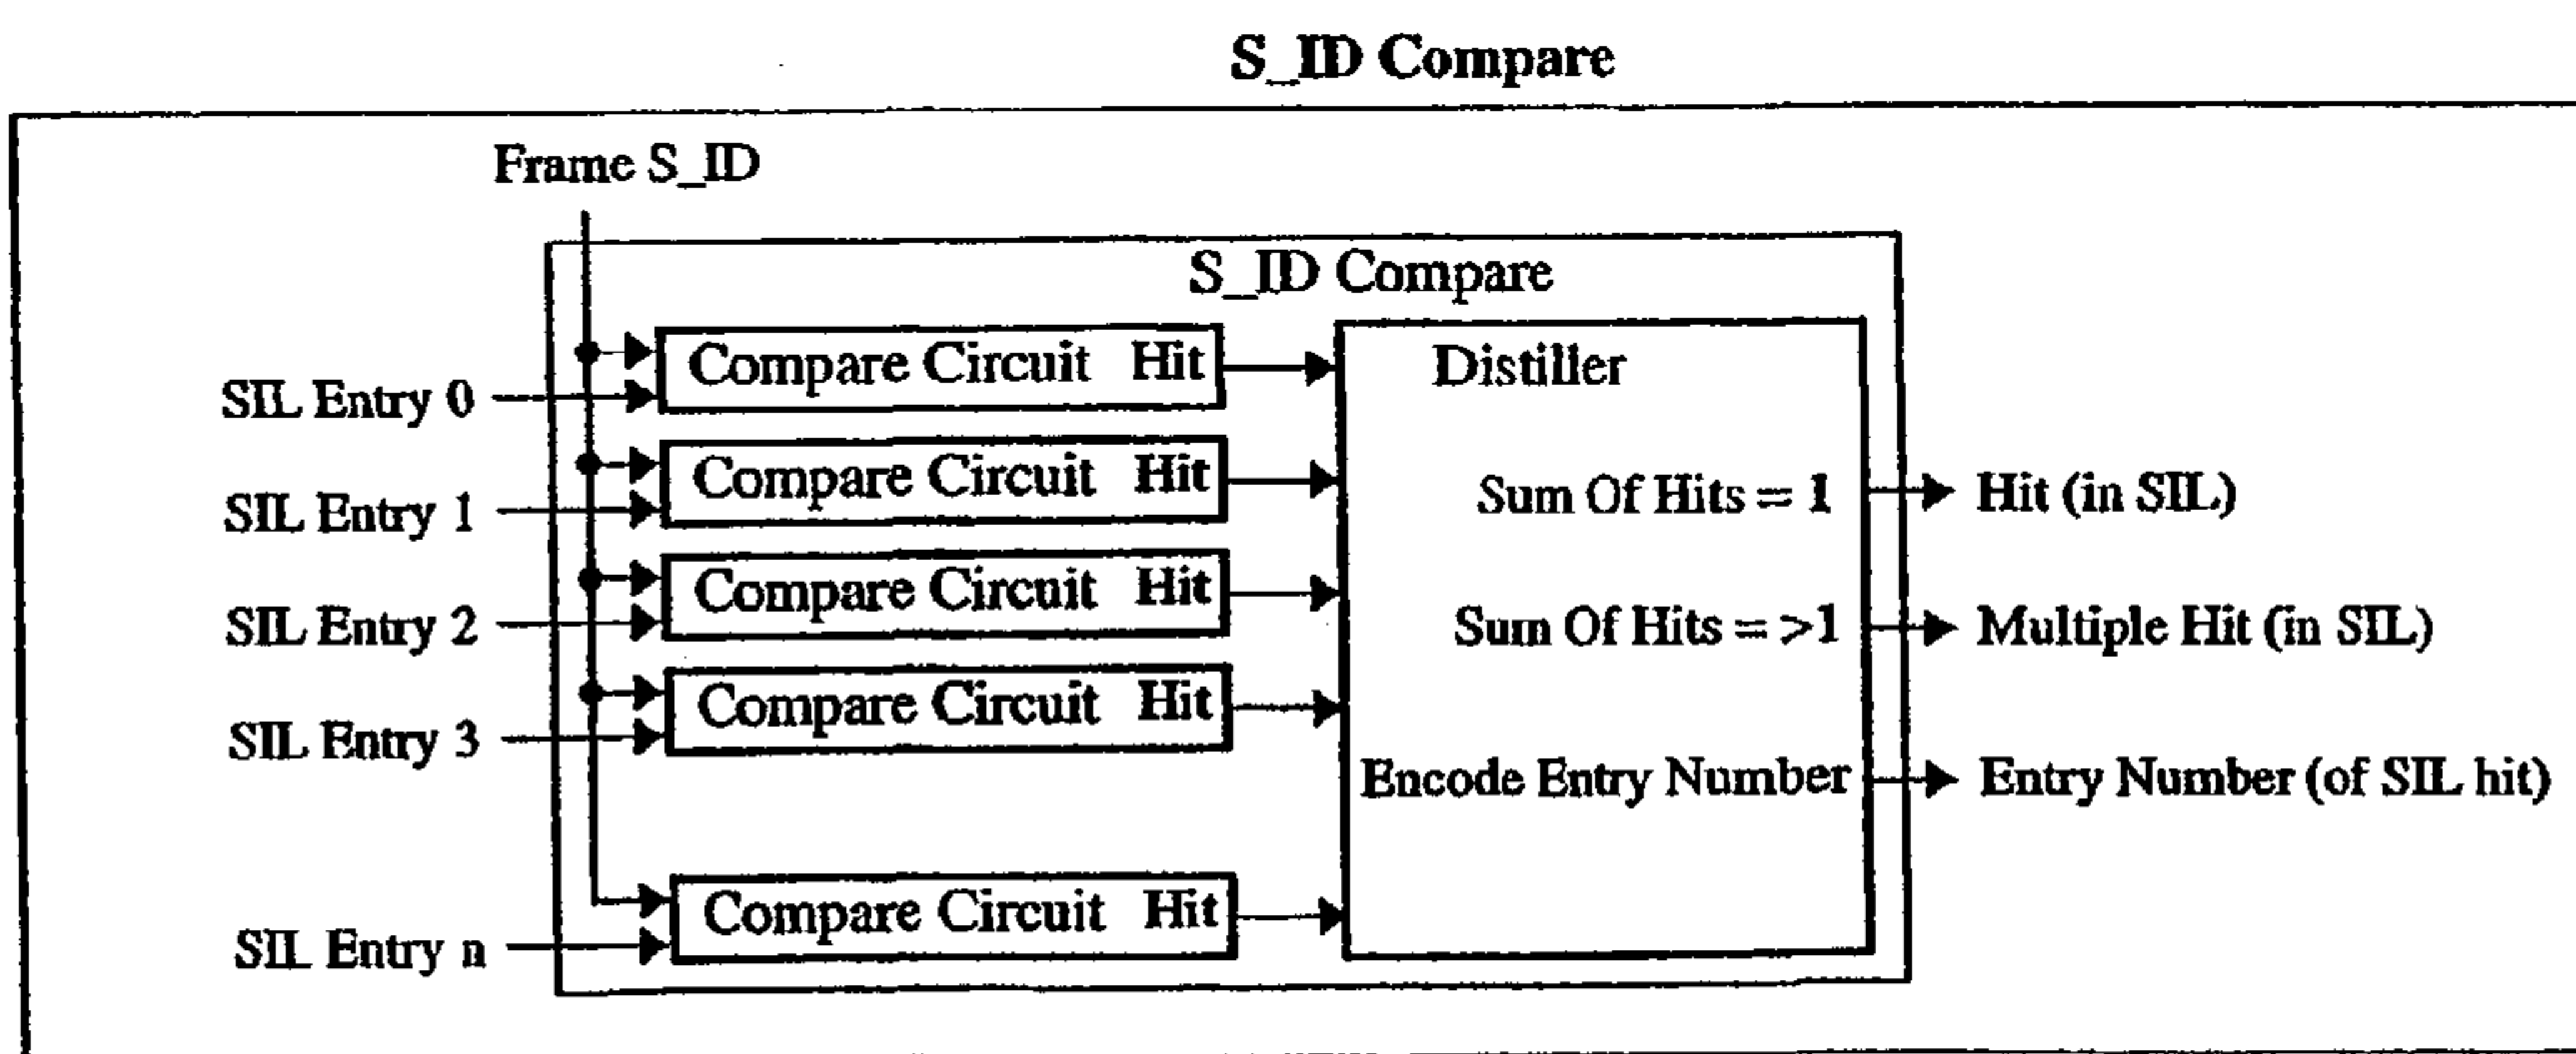 S_ID Compare
Frame S_ID
S_ID Compare
SIL Entry 0
Compare Circuit Hit
SIL Entry 1
Compare Circuit Hit
SIL Entry 2
Compare Circuit Hit
SIL Entry 3
Compare Circuit Hit
SIL Entry n
Compare Circuit Hit
Distiller
Sum Of Hits = 1
Hit (in SIL)
Sum Of Hits = >1
Multiple Hit (in SIL)
Encode Entry Number
Entry Number (of SIL hit)